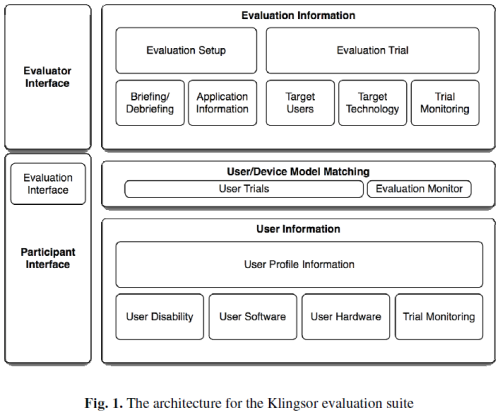 Evaluator
Interface
Evaluation Information
Evaluation Setup
Evaluation Trial
Briefing/
Debriefing
Application
Information
Target
Users
Target
Technology
Trial
Monitoring
Evaluation
Interface
Participant
Interface
User/Device Model Matching
User Trials
Evaluation Monitor
User Information
User Profile Information
User Disability
User Software
User Hardware
Trial Monitoring
Fig. 1. The architecture for the Klingsor evaluation suite